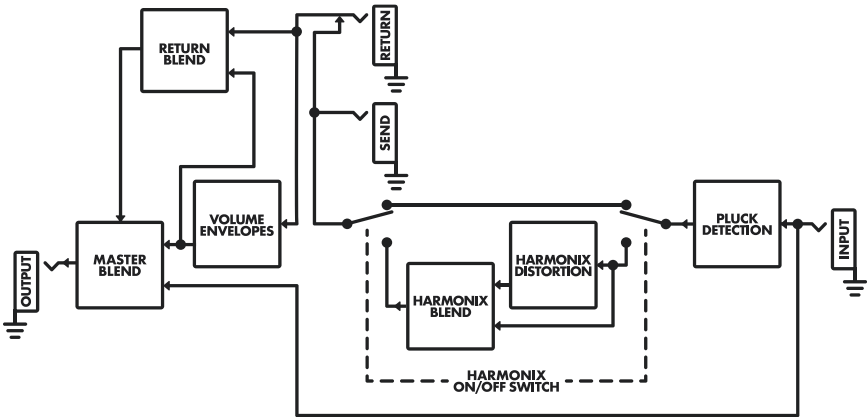 RETURN
BLEND
RETURN
SEND
VOLUME
ENVELOPES
PLUCK
DETECTION
INPUT
OUTPUT
MASTER
BLEND
HARMONIX
DISTORTION
HARMONIX
BLEND
HARMONIX
ON/OFF SWITCH